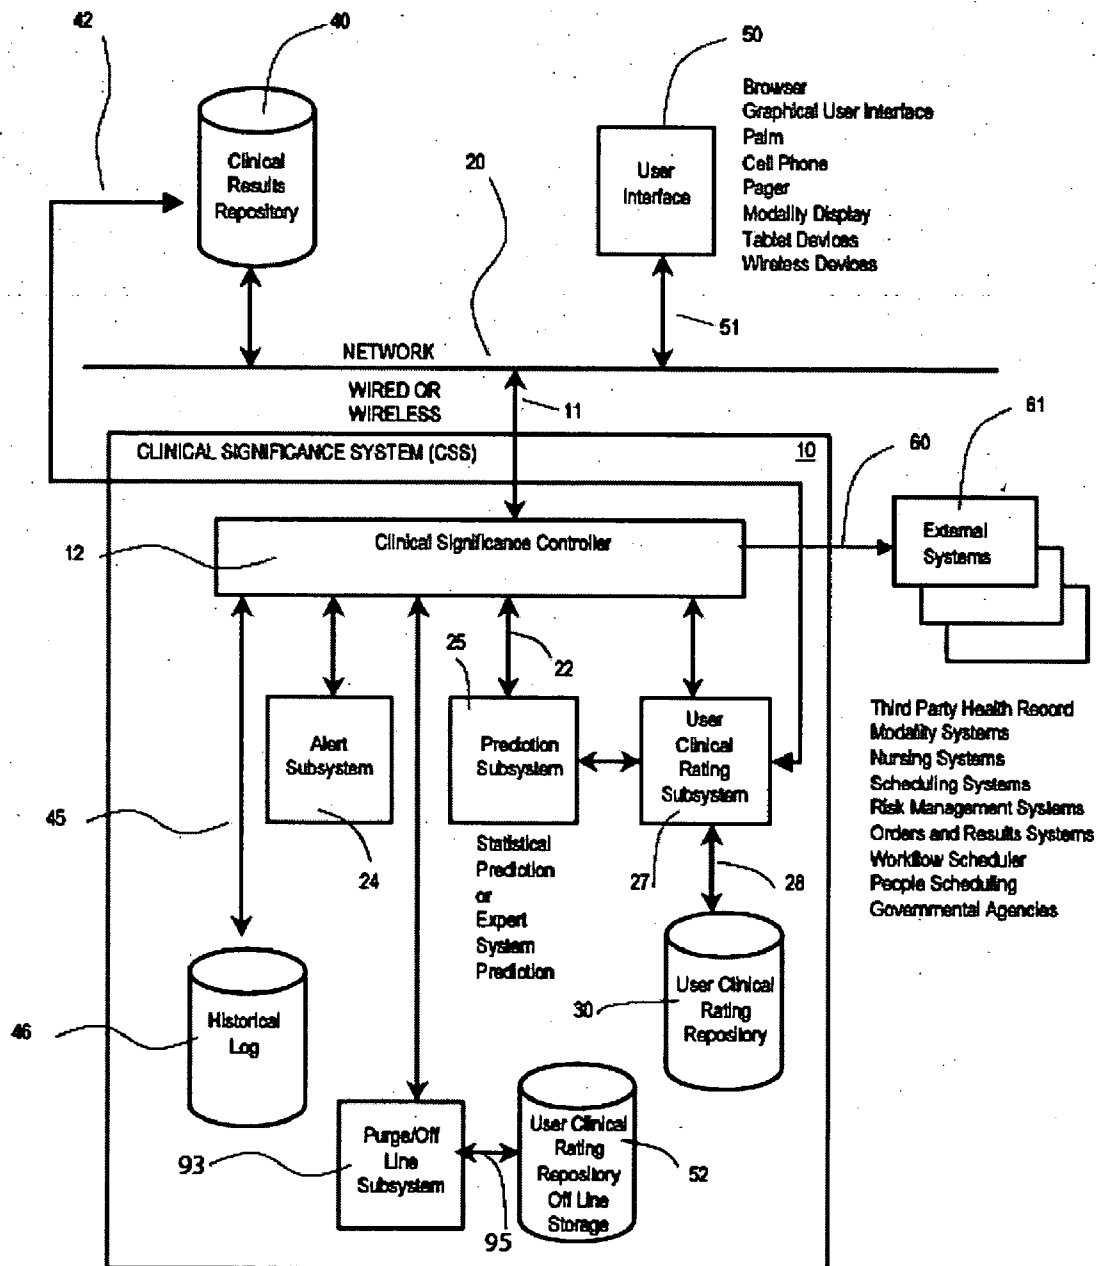 42
40
50
Browser
Graphical User Interface
Palm
Cell Phone
Pager
Modality Display
Tablet Devices
Wireless Devices
Clinical
Results
Repository
20
User
Interface
51
NETWORK
WIRED OR
WIRELESS
11
61
CLINICAL SIGNIFICANCE SYSTEM (CSS)
10
60
12
Clinical Significance Controller
External
Systems
25
22
Alert
Subsystem
Prediction
Subsystem
User
Clinical
Rating
Subsystem
Third Party Health Record
Modality Systems
Nursing Systems
Scheduling Systems
Risk Management Systems
Orders and Results Systems
Workflow Scheduler
People Scheduling
Governmental Agencies
45
24
Statistical
Prediction
or
Expert
System
Prediction
27
28
46
Historical
Log
30
User Clinical
Rating
Repository
93
Purge/Off
Line
Subsystem
95
User Clinical
Rating
Repository
Off Line
Storage
52